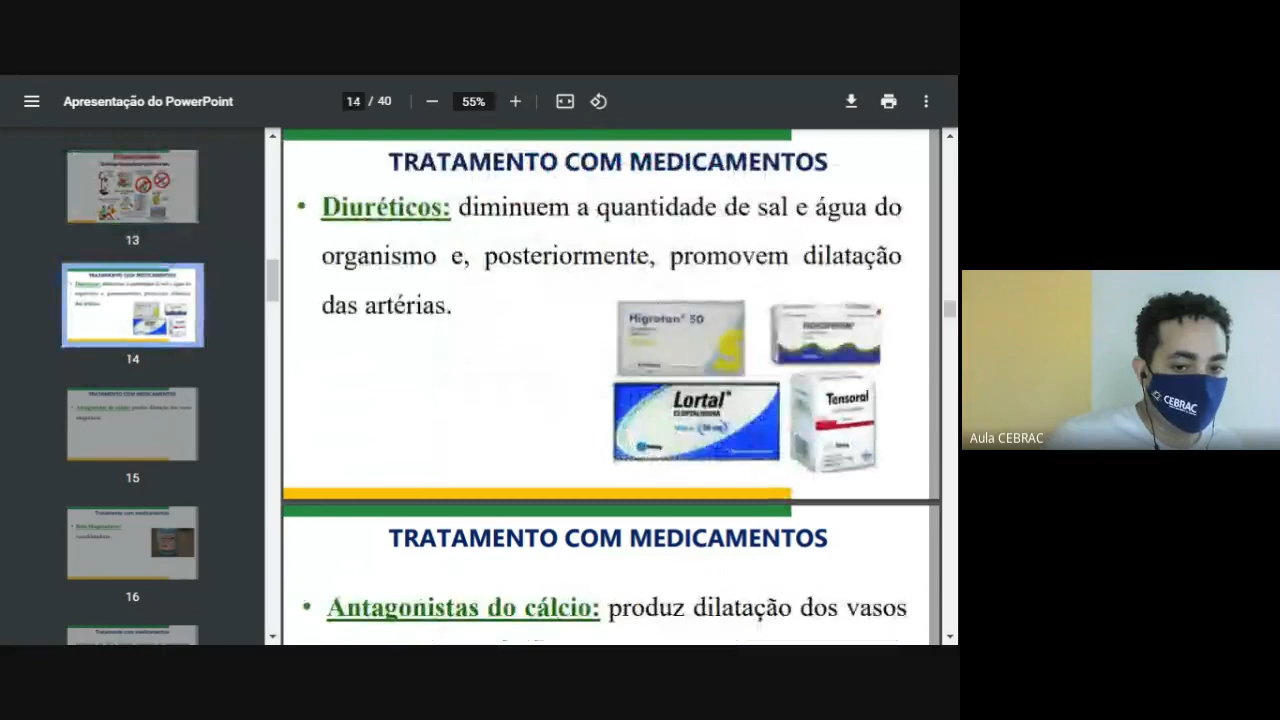 Apresentação do PowerPoint
14 / 40
55%
13
14
15
16
TRATAMENTO COM MEDICAMENTOS
• Diuréticos: diminuem a quantidade de sal e água do
organismo e, posteriormente, promovem dilatação
das artérias.
Higroton® 50
Lortal®
Tensoral
TRATAMENTO COM MEDICAMENTOS
• Antagonistas do cálcio: produz dilatação dos vasos
CEBRAC
Aula CEBRAC